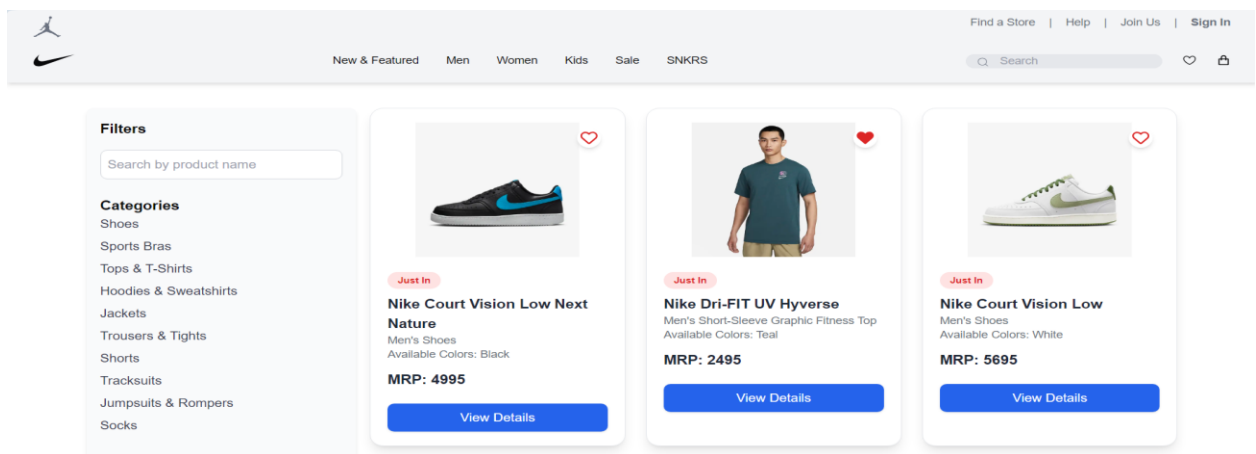 Find a Store | Help | Join Us | Sign In
New & Featured Men Women Kids Sale SNKRS Search
Filters
Search by product name
Categories
Shoes
Sports Bras
Tops & T-Shirts
Hoodies & Sweatshirts
Jackets
Trousers & Tights
Shorts
Tracksuits
Jumpsuits & Rompers
Socks
Just In
Nike Court Vision Low Next
Nature
Men's Shoes
Available Colors: Black
MRP: 4995
View Details
Just In
Nike Dri-FIT UV Hyverse
Men's Short-Sleeve Graphic Fitness Top
Available Colors: Teal
MRP: 2495
View Details
Just In
Nike Court Vision Low
Men's Shoes
Available Colors: White
MRP: 5695
View Details